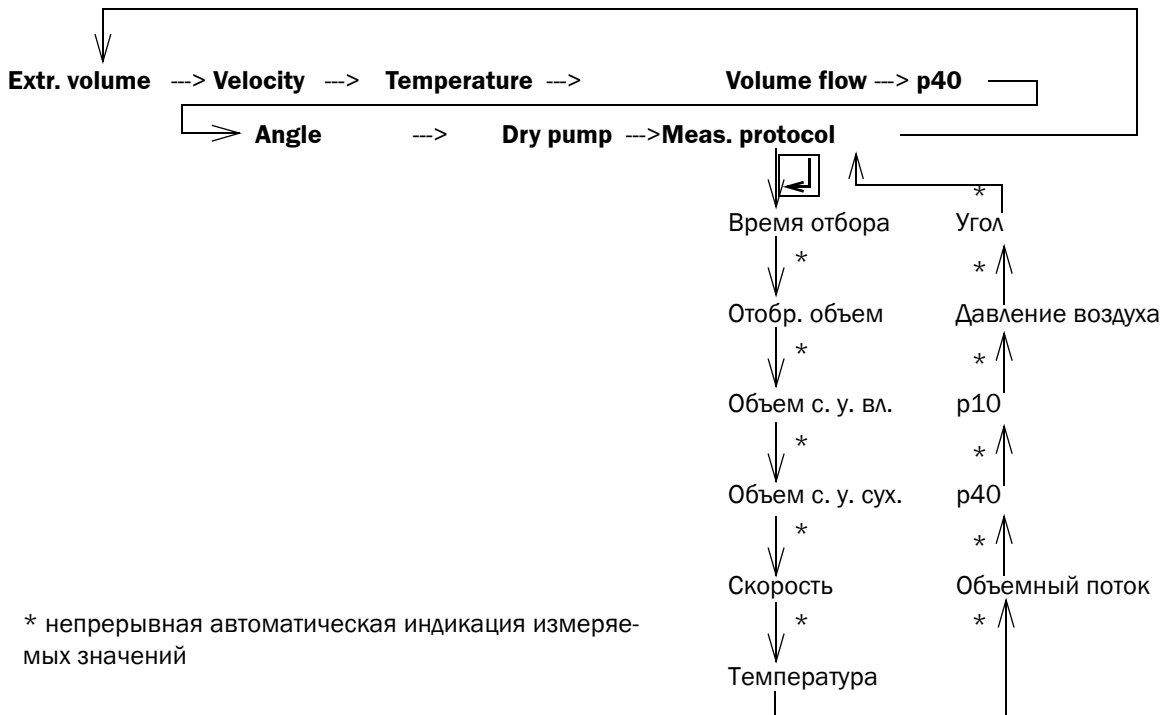 Extr. volume ---> Velocity ---> Temperature ---> Volume flow ---> p40
Angle ---> Dry pump --->Meas. protocol
*
Время отбора Угол
* *
Отобр. объем Давление воздуха
* *
Объем с. у. вл. p10
* *
Объем с. у. сух. p40
* *
Скорость Объемный поток
* непрерывная автоматическая индикация измеряе- * *
мых значений
Температура